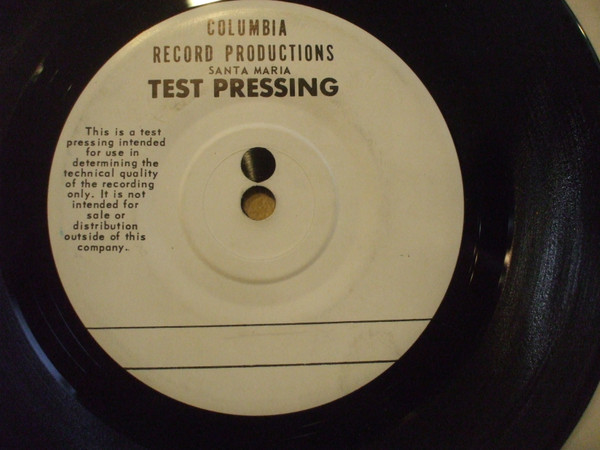 COLUMBIA
RECORD PRODUCTIONS
SANTA MARIA
TEST PRESSING
This is a test
pressing intended
for use in
determining the
technical quality
of the recording
only. It is not
intended for
sale or
distribution
outside of this
company.